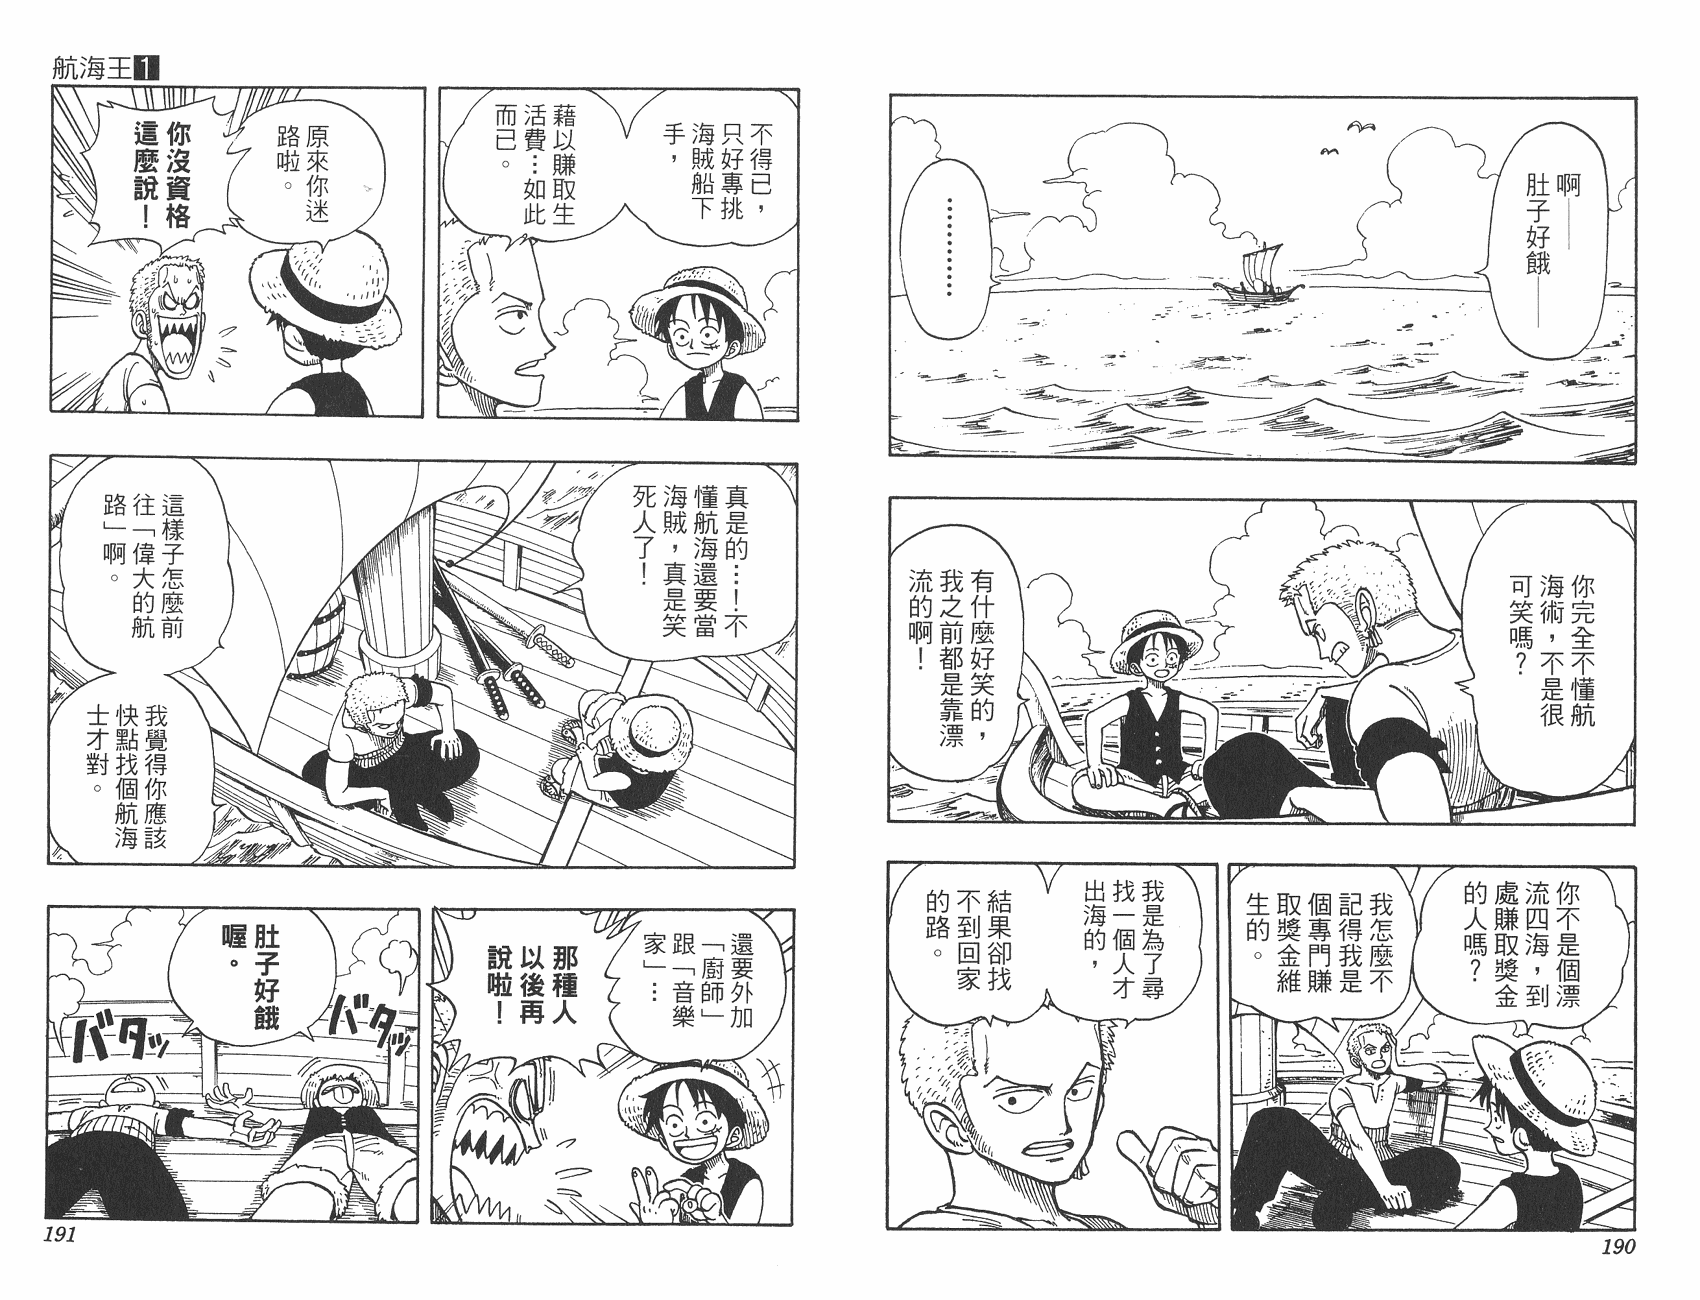 啊——
肚子好餓——
…………
你完全不懂航
海術，不是很
可笑嗎？
有什麼好笑的，
我之前都是靠漂
流的啊！
你不是個漂
流四海，到
處賺取獎金
的人嗎？
我怎麼不
記得我是
個專門賺
取獎金維
生的。
我是為了尋
找一個人才
出海的，
結果卻找
不到回家
的路。
190
航海王1
不得已，
只好專挑
海賊船下
手，
藉以賺取生
活費…如此
而已。
原來你迷
路啦。
你沒資格
這麼說！
真是的…！不
懂航海還要當
海賊，真是笑
死人了！
這樣子怎麼前
往「偉大的航
路」啊。
我覺得你應該
快點找個航海
士才對。
還要外加
「廚師」
跟「音樂
家」…
那種人
以後再
說啦！
肚子好餓
喔。
バタッ
バタッ
191